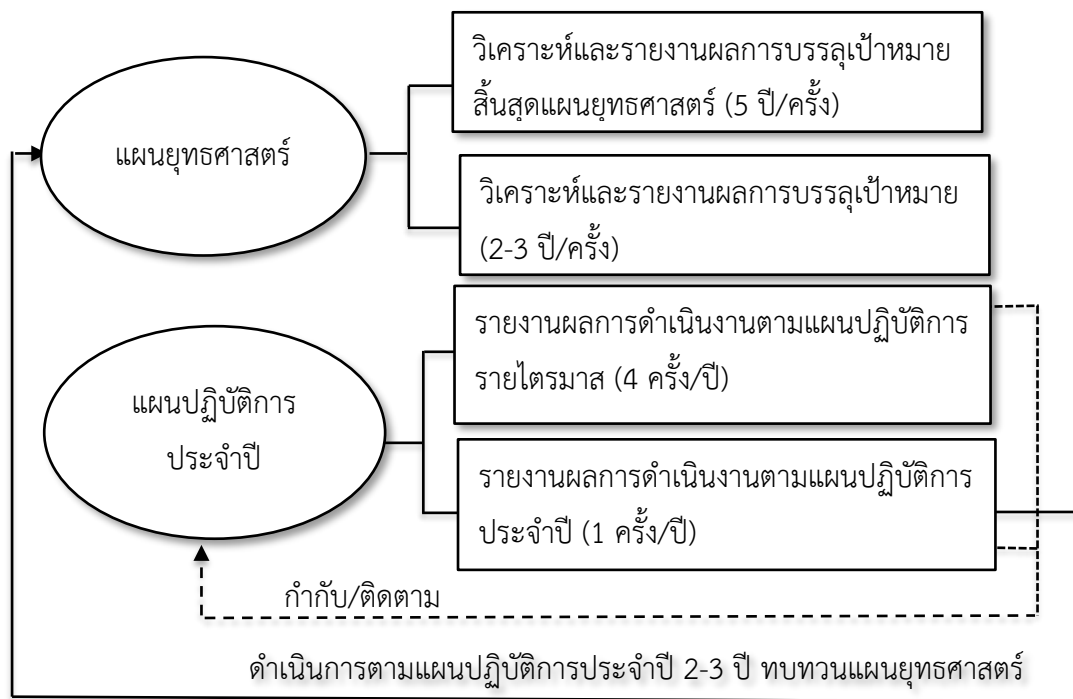 วิเคราะห์และรายงานผลการบรรลุเป้าหมาย
สิ้นสุดแผนยุทธศาสตร์ (5 ปี/ครั้ง)
แผนยุทธศาสตร์
วิเคราะห์และรายงานผลการบรรลุเป้าหมาย
(2-3 ปี/ครั้ง)
รายงานผลการดำเนินงานตามแผนปฏิบัติการ
รายไตรมาส (4 ครั้ง/ปี)
แผนปฏิบัติการ
ประจำปี
รายงานผลการดำเนินงานตามแผนปฏิบัติการ
ประจำปี (1 ครั้ง/ปี)
กำกับ/ติดตาม
ดำเนินการตามแผนปฏิบัติการประจำปี 2-3 ปี ทบทวนแผนยุทธศาสตร์